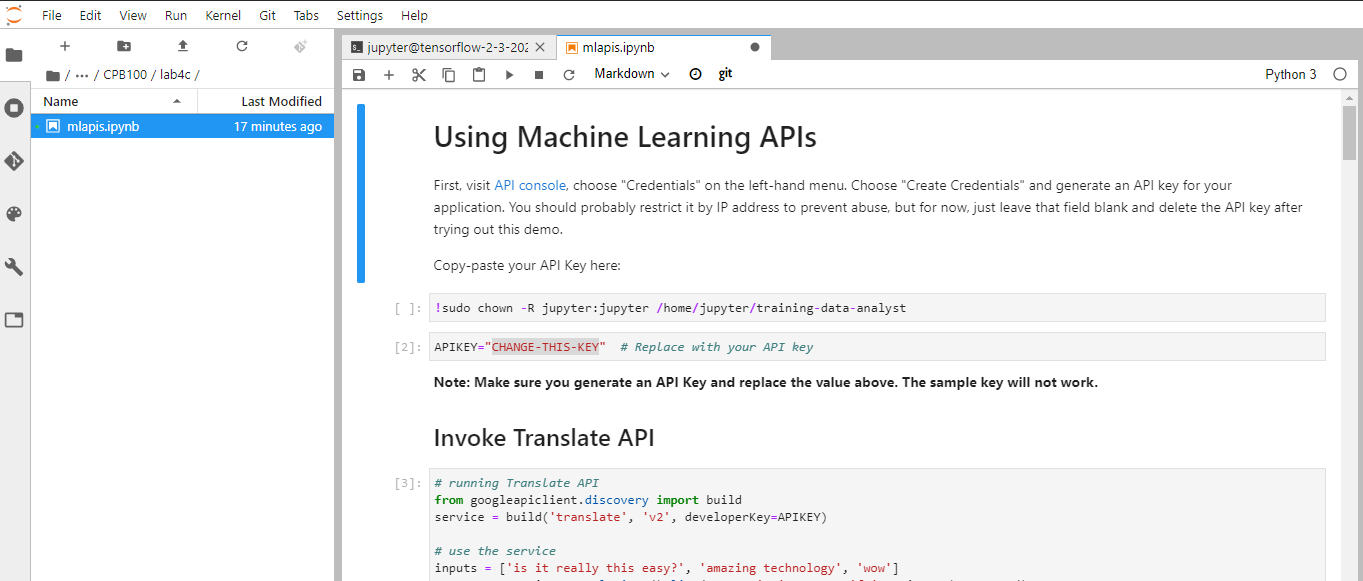 File Edit View Run Kernel Git Tabs Settings Help
/ ··· / CPB100 / lab4c /
Name Last Modified
mlapis.ipynb 17 minutes ago
jupyter@tensorflow-2-3-202 mlapis.ipynb
Markdown git Python 3
Using Machine Learning APIs
First, visit API console, choose "Credentials" on the left-hand menu. Choose "Create Credentials" and generate an API key for your
application. You should probably restrict it by IP address to prevent abuse, but for now, just leave that field blank and delete the API key after
trying out this demo.
Copy-paste your API Key here:
[ ]: !sudo chown -R jupyter:jupyter /home/jupyter/training-data-analyst
[2]: APIKEY="CHANGE-THIS-KEY" # Replace with your API key
Note: Make sure you generate an API Key and replace the value above. The sample key will not work.
Invoke Translate API
[3]: # running Translate API
from googleapiclient.discovery import build
service = build('translate', 'v2', developerKey=APIKEY)
# use the service
inputs = ['is it really this easy?', 'amazing technology', 'wow']